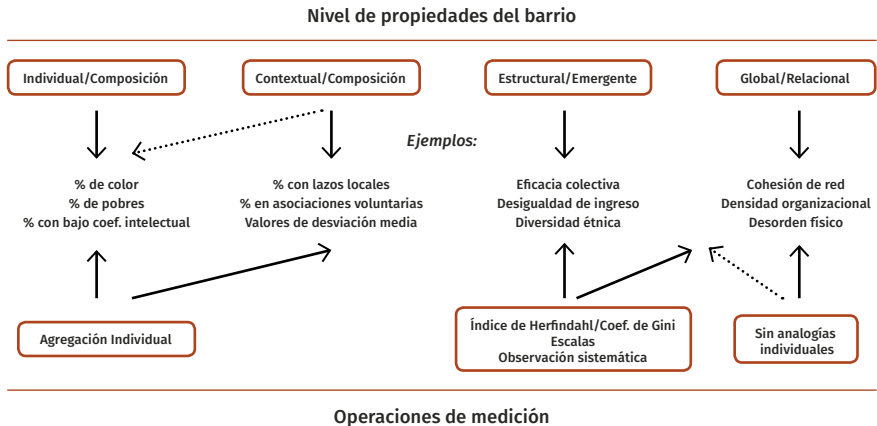 Nivel de propiedades del barrio
Individual/Composición
Contextual/Composición
Estructural/Emergente
Global/Relacional
Ejemplos:
% de color
% de pobres
% con bajo coef. intelectual
% con lazos locales
% en asociaciones voluntarias
Valores de desviación media
Eficacia colectiva
Desigualdad de ingreso
Diversidad étnica
Cohesión de red
Densidad organizacional
Desorden físico
Agregación Individual
Índice de Herfindahl/Coef. de Gini
Escalas
Observación sistemática
Sin analogías
individuales
Operaciones de medición